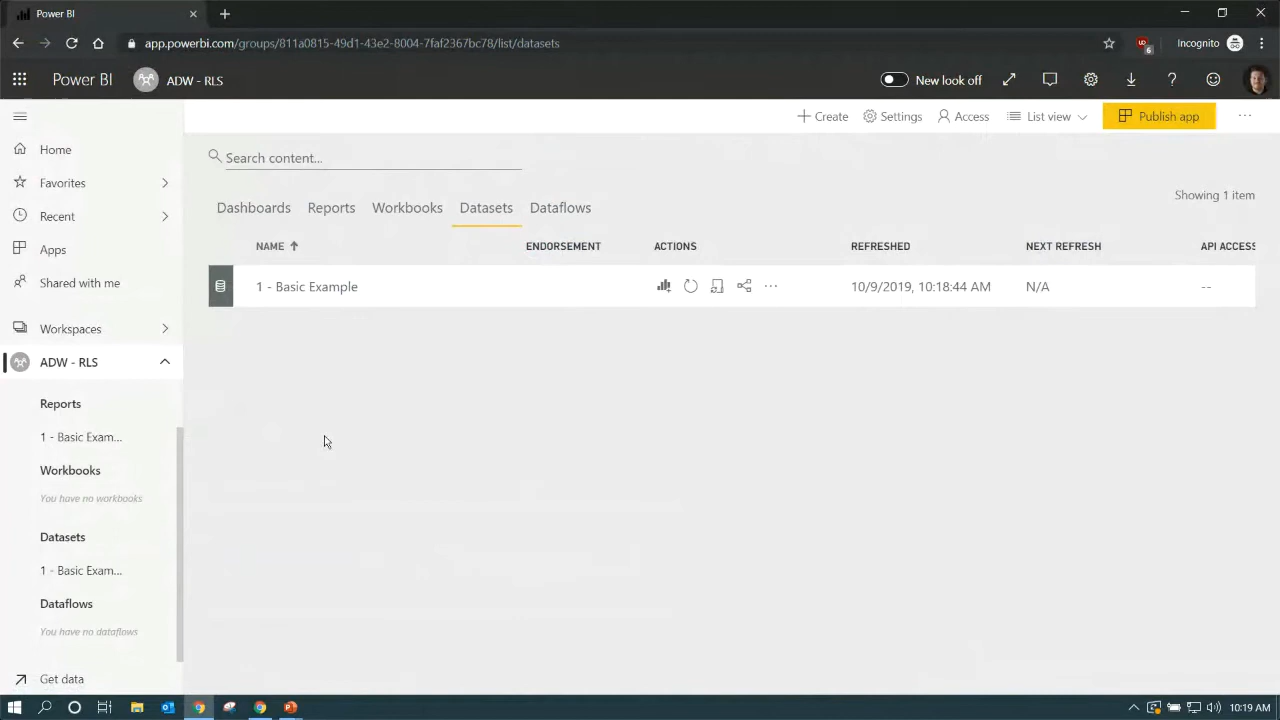 Power BI
app.powerbi.com/groups/811a0815-49d1-43e2-8004-7faf2367bc78/list/datasets
6
Incognito
Power BI
ADW - RLS
New look off
Create
Settings
Access
List view
Publish app
Home
Favorites
Recent
Apps
Shared with me
Workspaces
ADW - RLS
Reports
1 - Basic Exam...
Workbooks
You have no workbooks
Datasets
1 - Basic Exam...
Dataflows
You have no dataflows
Get data
Search content...
Showing 1 item
Dashboards Reports Workbooks Datasets Dataflows
NAME ENDORSEMENT ACTIONS REFRESHED NEXT REFRESH API ACCESS
1 - Basic Example 10/9/2019, 10:18:44 AM N/A --
10:19 AM